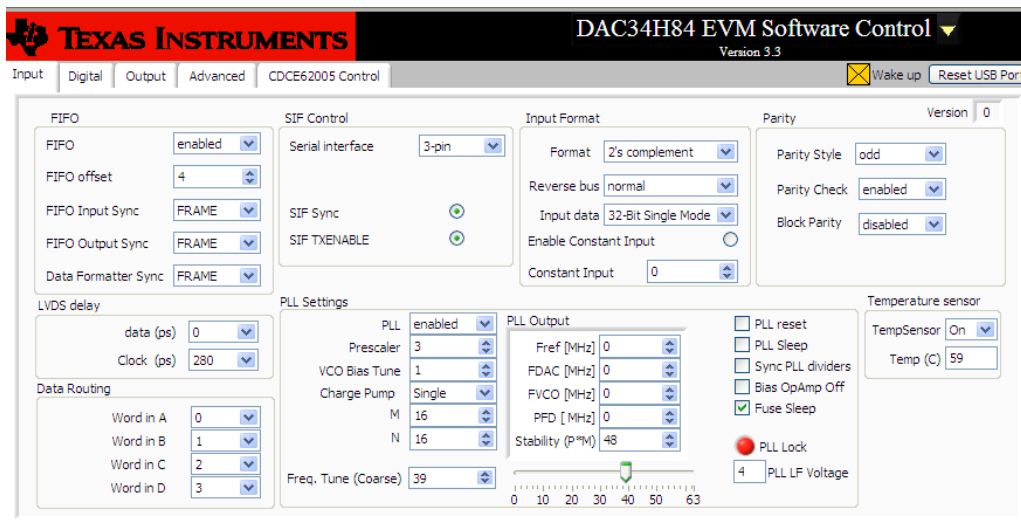 TEXAS INSTRUMENTS
DAC34H84 EVM Software Control
Version 3.3
Input Digital Output Advanced CDCE62005 Control
Wake up Reset USB Por
FIFO
FIFO enabled
FIFO offset 4
FIFO Input Sync FRAME
FIFO Output Sync FRAME
Data Formatter Sync FRAME
SIF Control
Serial interface 3-pin
SIF Sync
SIF TXENABLE
Input Format
Format 2's complement
Reverse bus normal
Input data 32-Bit Single Mode
Enable Constant Input
Constant Input 0
Parity
Version 0
Parity Style odd
Parity Check enabled
Block Parity disabled
LVDS delay
data (ps) 0
Clock (ps) 280
Data Routing
Word in A 0
Word in B 1
Word in C 2
Word in D 3
PLL Settings
PLL enabled
Prescaler 3
VCO Bias Tune 1
Charge Pump Single
M 16
N 16
Freq. Tune (Coarse) 39
PLL Output
Fref [MHz] 0
FDAC [MHz] 0
FVCO [MHz] 0
PFD [ MHz] 0
Stability (P*M) 48
0 10 20 30 40 50 63
PLL reset
PLL Sleep
Sync PLL dividers
Bias OpAmp Off
Fuse Sleep
PLL Lock
4 PLL LF Voltage
Temperature sensor
TempSensor On
Temp (C) 59